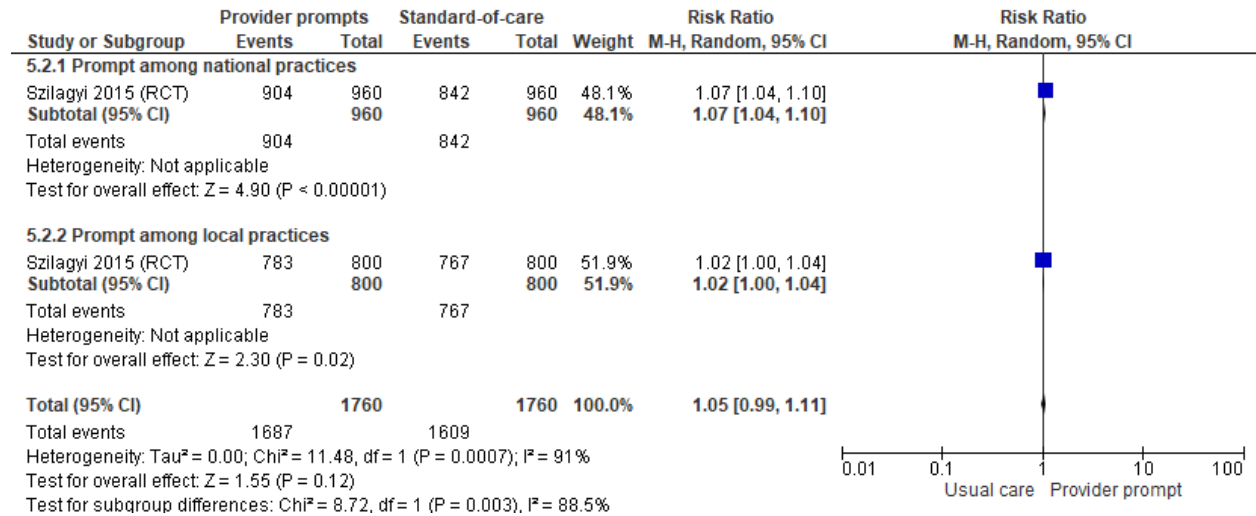 Provider prompts Standard-of-care Risk Ratio Risk Ratio
Study or Subgroup Events Total Events Total Weight M-H, Random, 95% CI M-H, Random, 95% CI
5.2.1 Prompt among national practices
Szilagyi 2015 (RCT) 904 960 842 960 48.1% 1.07 [1.04, 1.10]
Subtotal (95% CI) 960 960 48.1% 1.07 [1.04, 1.10]
Total events 904 842
Heterogeneity: Not applicable
Test for overall effect: Z = 4.90 (P < 0.00001)
5.2.2 Prompt among local practices
Szilagyi 2015 (RCT) 783 800 767 800 51.9% 1.02 [1.00, 1.04]
Subtotal (95% CI) 800 800 51.9% 1.02 [1.00, 1.04]
Total events 783 767
Heterogeneity: Not applicable
Test for overall effect: Z = 2.30 (P = 0.02)
Total (95% CI) 1760 1760 100.0% 1.05 [0.99, 1.11]
Total events 1687 1609
Heterogeneity: Tau² = 0.00; Chi² = 11.48, df = 1 (P = 0.0007); I² = 91%
Test for overall effect: Z = 1.55 (P = 0.12)
Test for subgroup differences: Chi² = 8.72, df = 1 (P = 0.003), I² = 88.5%
0.01 0.1 1 10 100
Usual care Provider prompt